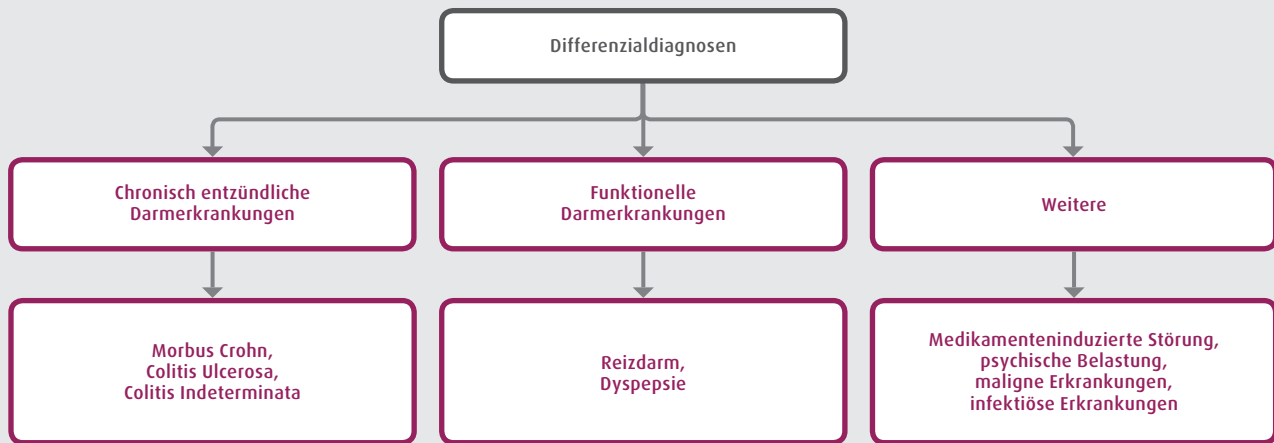 Differenzialdiagnosen
Chronisch entzündliche
Darmerkrankungen
Funktionelle
Darmerkrankungen
Weitere
Morbus Crohn,
Colitis Ulcerosa,
Colitis Indeterminata
Reizdarm,
Dyspepsie
Medikamenteninduzierte Störung,
psychische Belastung,
maligne Erkrankungen,
infektiöse Erkrankungen